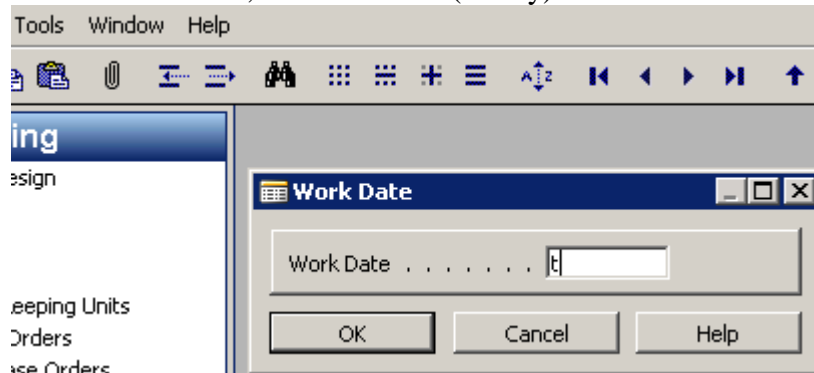 Tools Window Help
A Z
ing
esign
Work Date
Work Date . . . . . . . t
eeping Units
Orders
OK Cancel Help
ase Orders